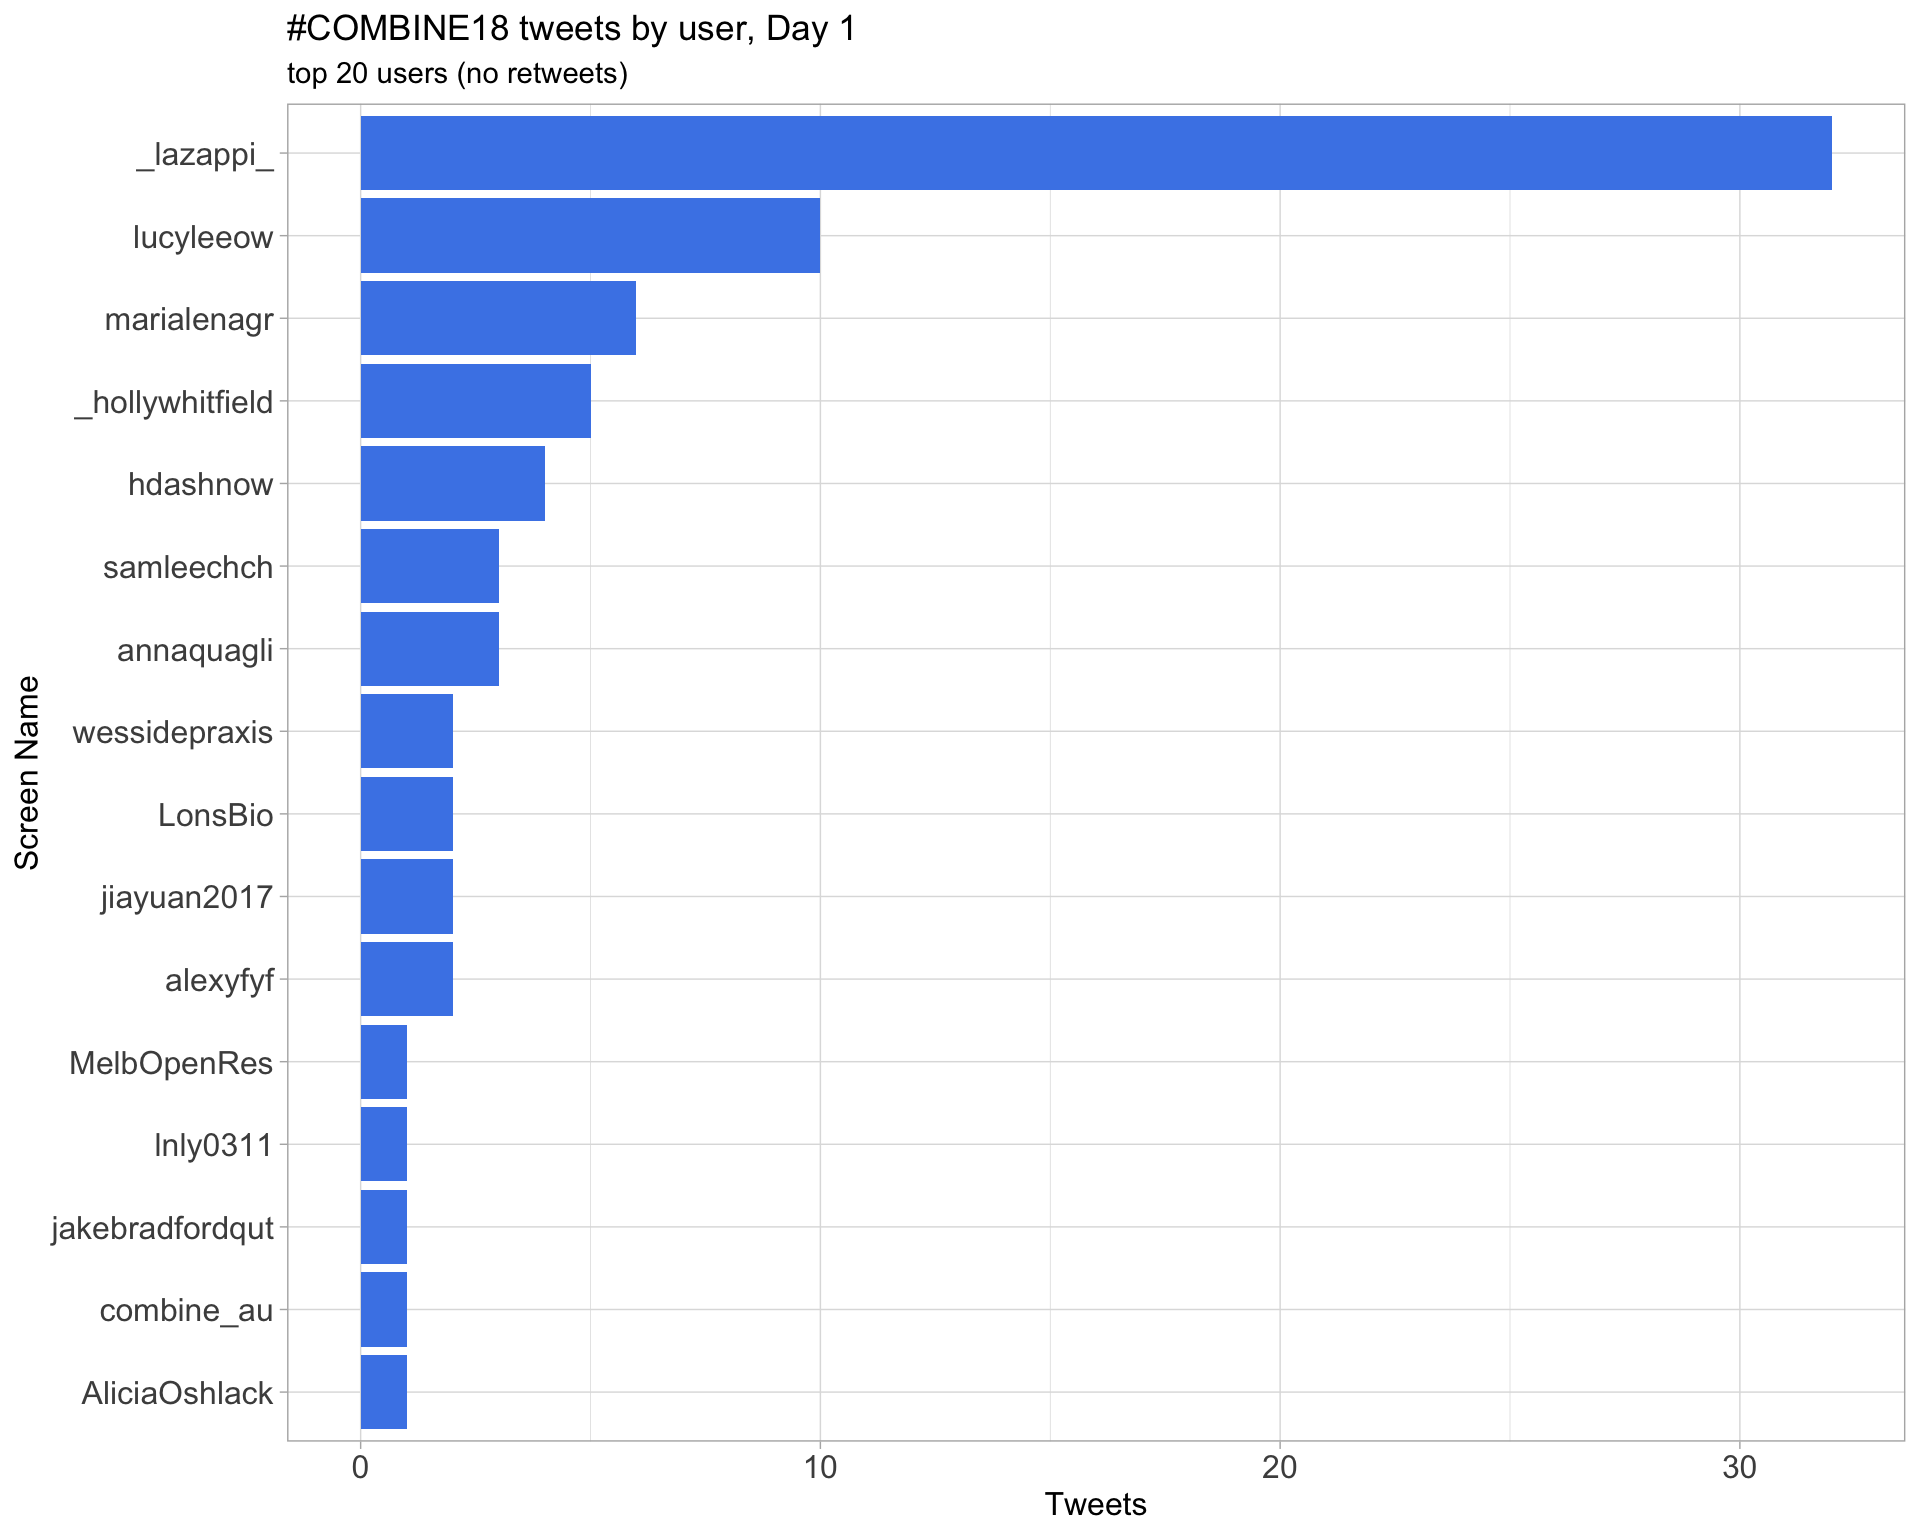 #COMBINE18 tweets by user, Day 1
top 20 users (no retweets)
_lazappi_
lucyleeow
marialenagr
_hollywhitfield
hdashnow
samleechch
annaquagli
wessidepraxis
LonsBio
jiayuan2017
alexyfyf
MelbOpenRes
lnly0311
jakebradfordqut
combine_au
AliciaOshlack
Screen Name
0 10 20 30
Tweets